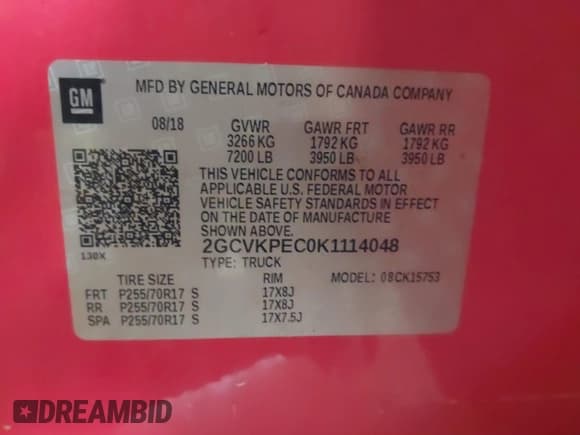 GM
MFD BY GENERAL MOTORS OF CANADA COMPANY
08/18 GVWR GAWR FRT GAWR RR
3266 KG 1792 KG 1792 KG
7200 LB 3950 LB 3950 LB
THIS VEHICLE CONFORMS TO ALL
APPLICABLE U.S. FEDERAL MOTOR
VEHICLE SAFETY STANDARDS IN EFFECT
ON THE DATE OF MANUFACTURE
SHOWN ABOVE.
130X 2GCVKPEC0K1114048
TYPE: TRUCK
TIRE SIZE RIM MODEL: 08CK15753
FRT P255/70R17 S 17X8J
RR P255/70R17 S 17X8J
SPA P255/70R17 S 17X7.5J
DREAMBID